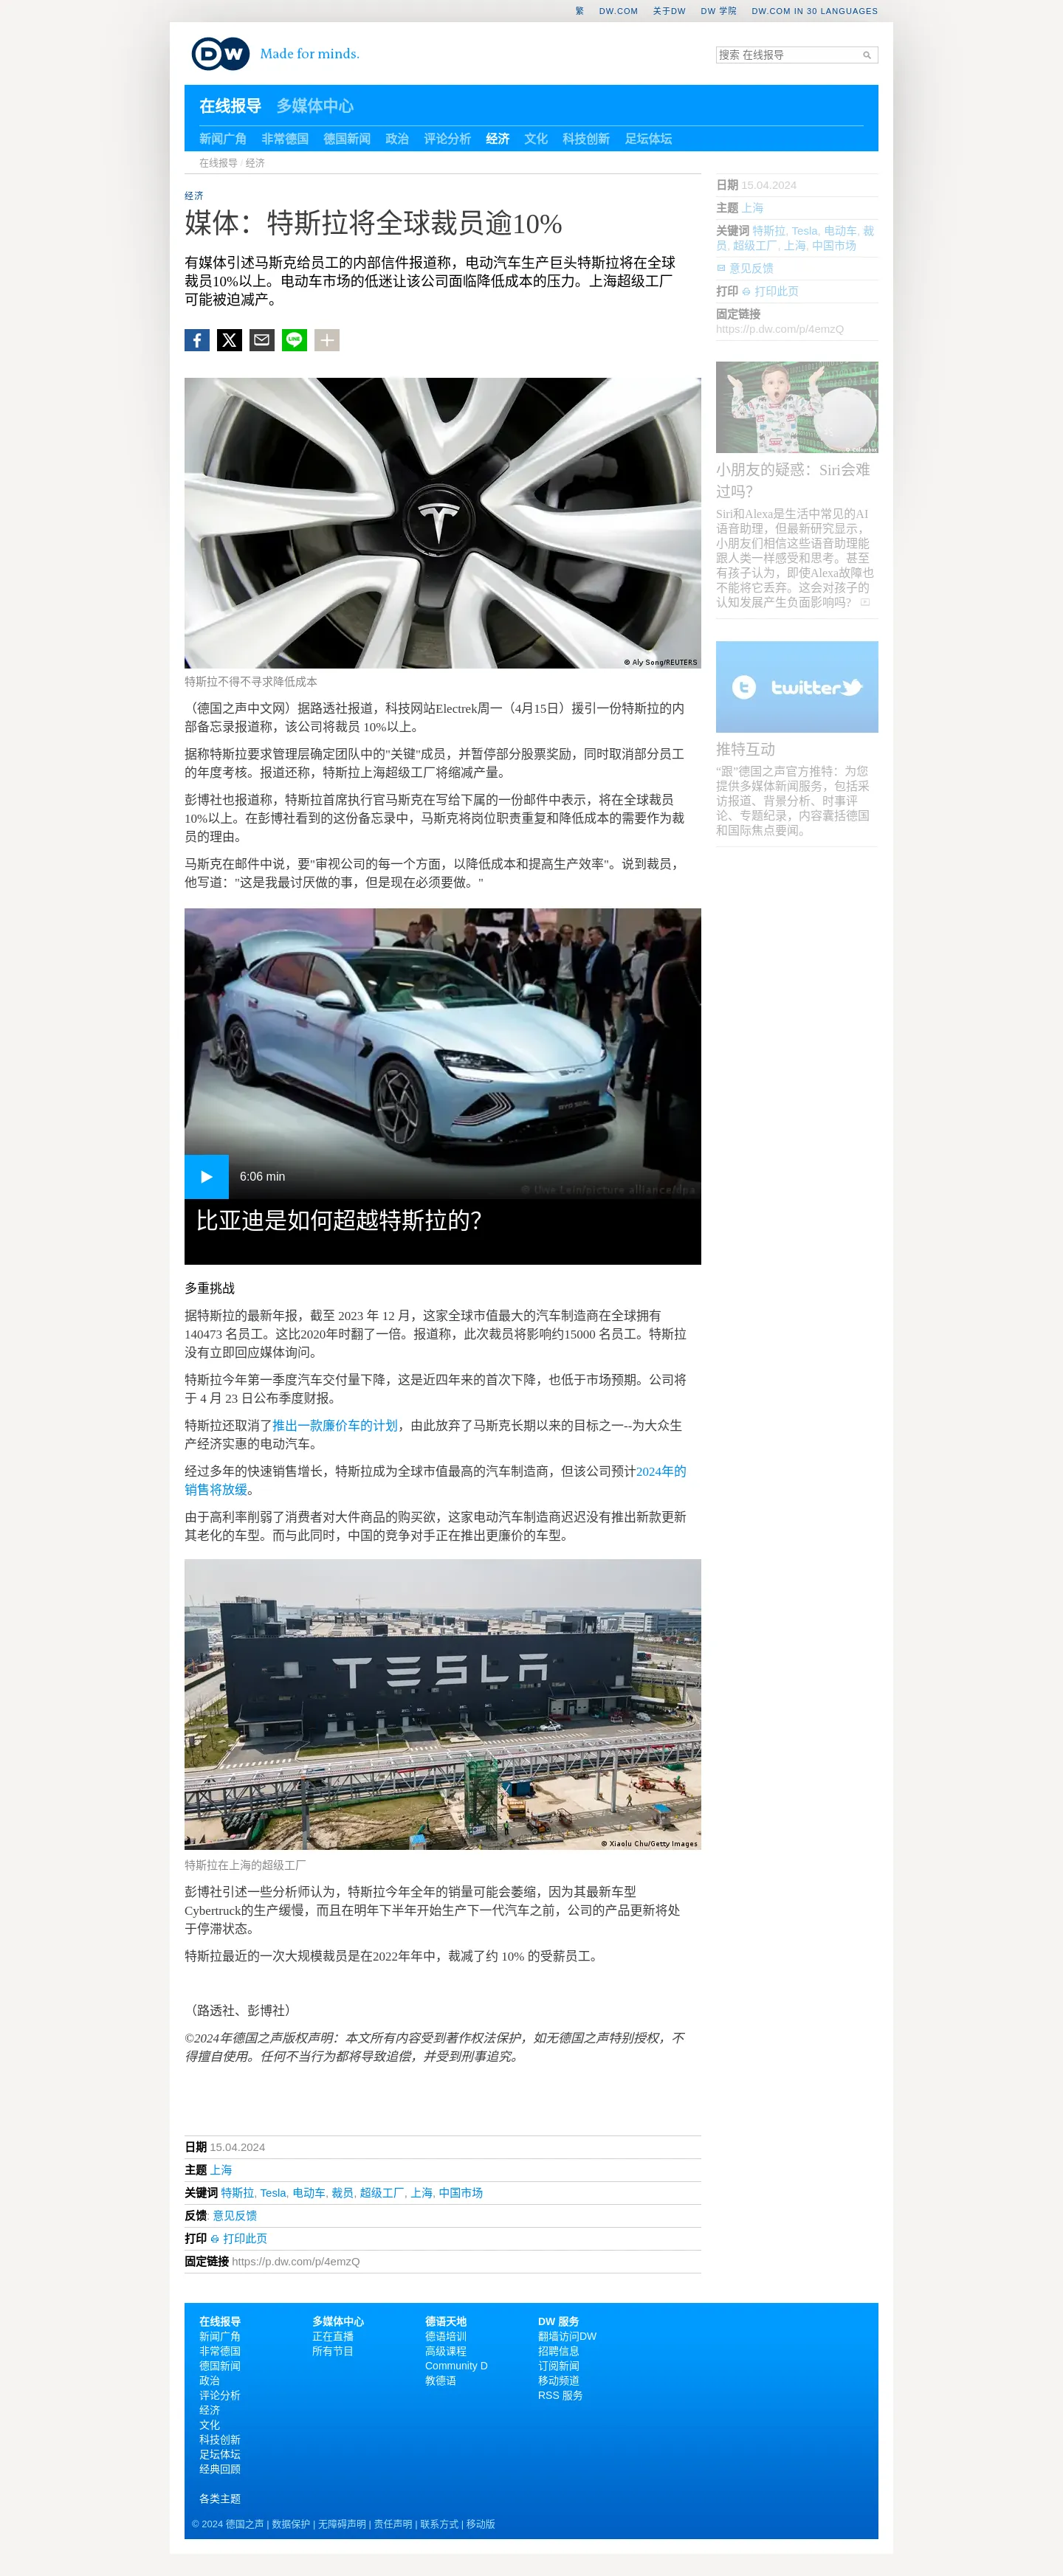 繁 DW.COM 关于DW DW 学院 DW.COM IN 30 LANGUAGES
DW Made for minds.
搜索 在线报导
在线报导 多媒体中心
新闻广角 非常德国 德国新闻 政治 评论分析 经济 文化 科技创新 足坛体坛
在线报导 / 经济
经济
媒体：特斯拉将全球裁员逾10%
有媒体引述马斯克给员工的内部信件报道称，电动汽车生产巨头特斯拉将在全球
裁员10%以上。电动车市场的低迷让该公司面临降低成本的压力。上海超级工厂
可能被迫减产。
LINE
© Aly Song/REUTERS
特斯拉不得不寻求降低成本
（德国之声中文网）据路透社报道，科技网站Electrek周一（4月15日）援引一份特斯拉的内
部备忘录报道称，该公司将裁员 10%以上。
据称特斯拉要求管理层确定团队中的"关键"成员，并暂停部分股票奖励，同时取消部分员工
的年度考核。报道还称，特斯拉上海超级工厂将缩减产量。
彭博社也报道称，特斯拉首席执行官马斯克在写给下属的一份邮件中表示，将在全球裁员
10%以上。在彭博社看到的这份备忘录中，马斯克将岗位职责重复和降低成本的需要作为裁
员的理由。
马斯克在邮件中说，要"审视公司的每一个方面，以降低成本和提高生产效率"。说到裁员，
他写道："这是我最讨厌做的事，但是现在必须要做。"
BYD SEAL
6:06 min
© Uwe Lein/picture alliance/dpa
比亚迪是如何超越特斯拉的？
多重挑战
据特斯拉的最新年报，截至 2023 年 12 月，这家全球市值最大的汽车制造商在全球拥有
140473 名员工。这比2020年时翻了一倍。报道称，此次裁员将影响约15000 名员工。特斯拉
没有立即回应媒体询问。
特斯拉今年第一季度汽车交付量下降，这是近四年来的首次下降，也低于市场预期。公司将
于 4 月 23 日公布季度财报。
特斯拉还取消了推出一款廉价车的计划，由此放弃了马斯克长期以来的目标之一--为大众生
产经济实惠的电动汽车。
经过多年的快速销售增长，特斯拉成为全球市值最高的汽车制造商，但该公司预计2024年的
销售将放缓。
由于高利率削弱了消费者对大件商品的购买欲，这家电动汽车制造商迟迟没有推出新款更新
其老化的车型。而与此同时，中国的竞争对手正在推出更廉价的车型。
TESLA
© Xiaolu Chu/Getty Images
特斯拉在上海的超级工厂
彭博社引述一些分析师认为，特斯拉今年全年的销量可能会萎缩，因为其最新车型
Cybertruck的生产缓慢，而且在明年下半年开始生产下一代汽车之前，公司的产品更新将处
于停滞状态。
特斯拉最近的一次大规模裁员是在2022年年中，裁减了约 10% 的受薪员工。
（路透社、彭博社）
©2024年德国之声版权声明：本文所有内容受到著作权法保护，如无德国之声特别授权，不
得擅自使用。任何不当行为都将导致追偿，并受到刑事追究。
日期 15.04.2024
主题 上海
关键词 特斯拉, Tesla, 电动车, 裁员, 超级工厂, 上海, 中国市场
反馈: 意见反馈
打印 打印此页
固定链接 https://p.dw.com/p/4emzQ
日期 15.04.2024
主题 上海
关键词 特斯拉, Tesla, 电动车, 裁
员, 超级工厂, 上海, 中国市场
意见反馈
打印 打印此页
固定链接
https://p.dw.com/p/4emzQ
小朋友的疑惑：Siri会难
过吗？
Siri和Alexa是生活中常见的AI
语音助理，但最新研究显示，
小朋友们相信这些语音助理能
跟人类一样感受和思考。甚至
有孩子认为，即使Alexa故障也
不能将它丢弃。这会对孩子的
认知发展产生负面影响吗？
twitter
推特互动
“跟”德国之声官方推特：为您
提供多媒体新闻服务，包括采
访报道、背景分析、时事评
论、专题纪录，内容囊括德国
和国际焦点要闻。
在线报导
新闻广角
非常德国
德国新闻
政治
评论分析
经济
文化
科技创新
足坛体坛
经典回顾
各类主题
多媒体中心
正在直播
所有节目
德语天地
德语培训
高级课程
Community D
教德语
DW 服务
翻墙访问DW
招聘信息
订阅新闻
移动频道
RSS 服务
© 2024 德国之声 | 数据保护 | 无障碍声明 | 责任声明 | 联系方式 | 移动版